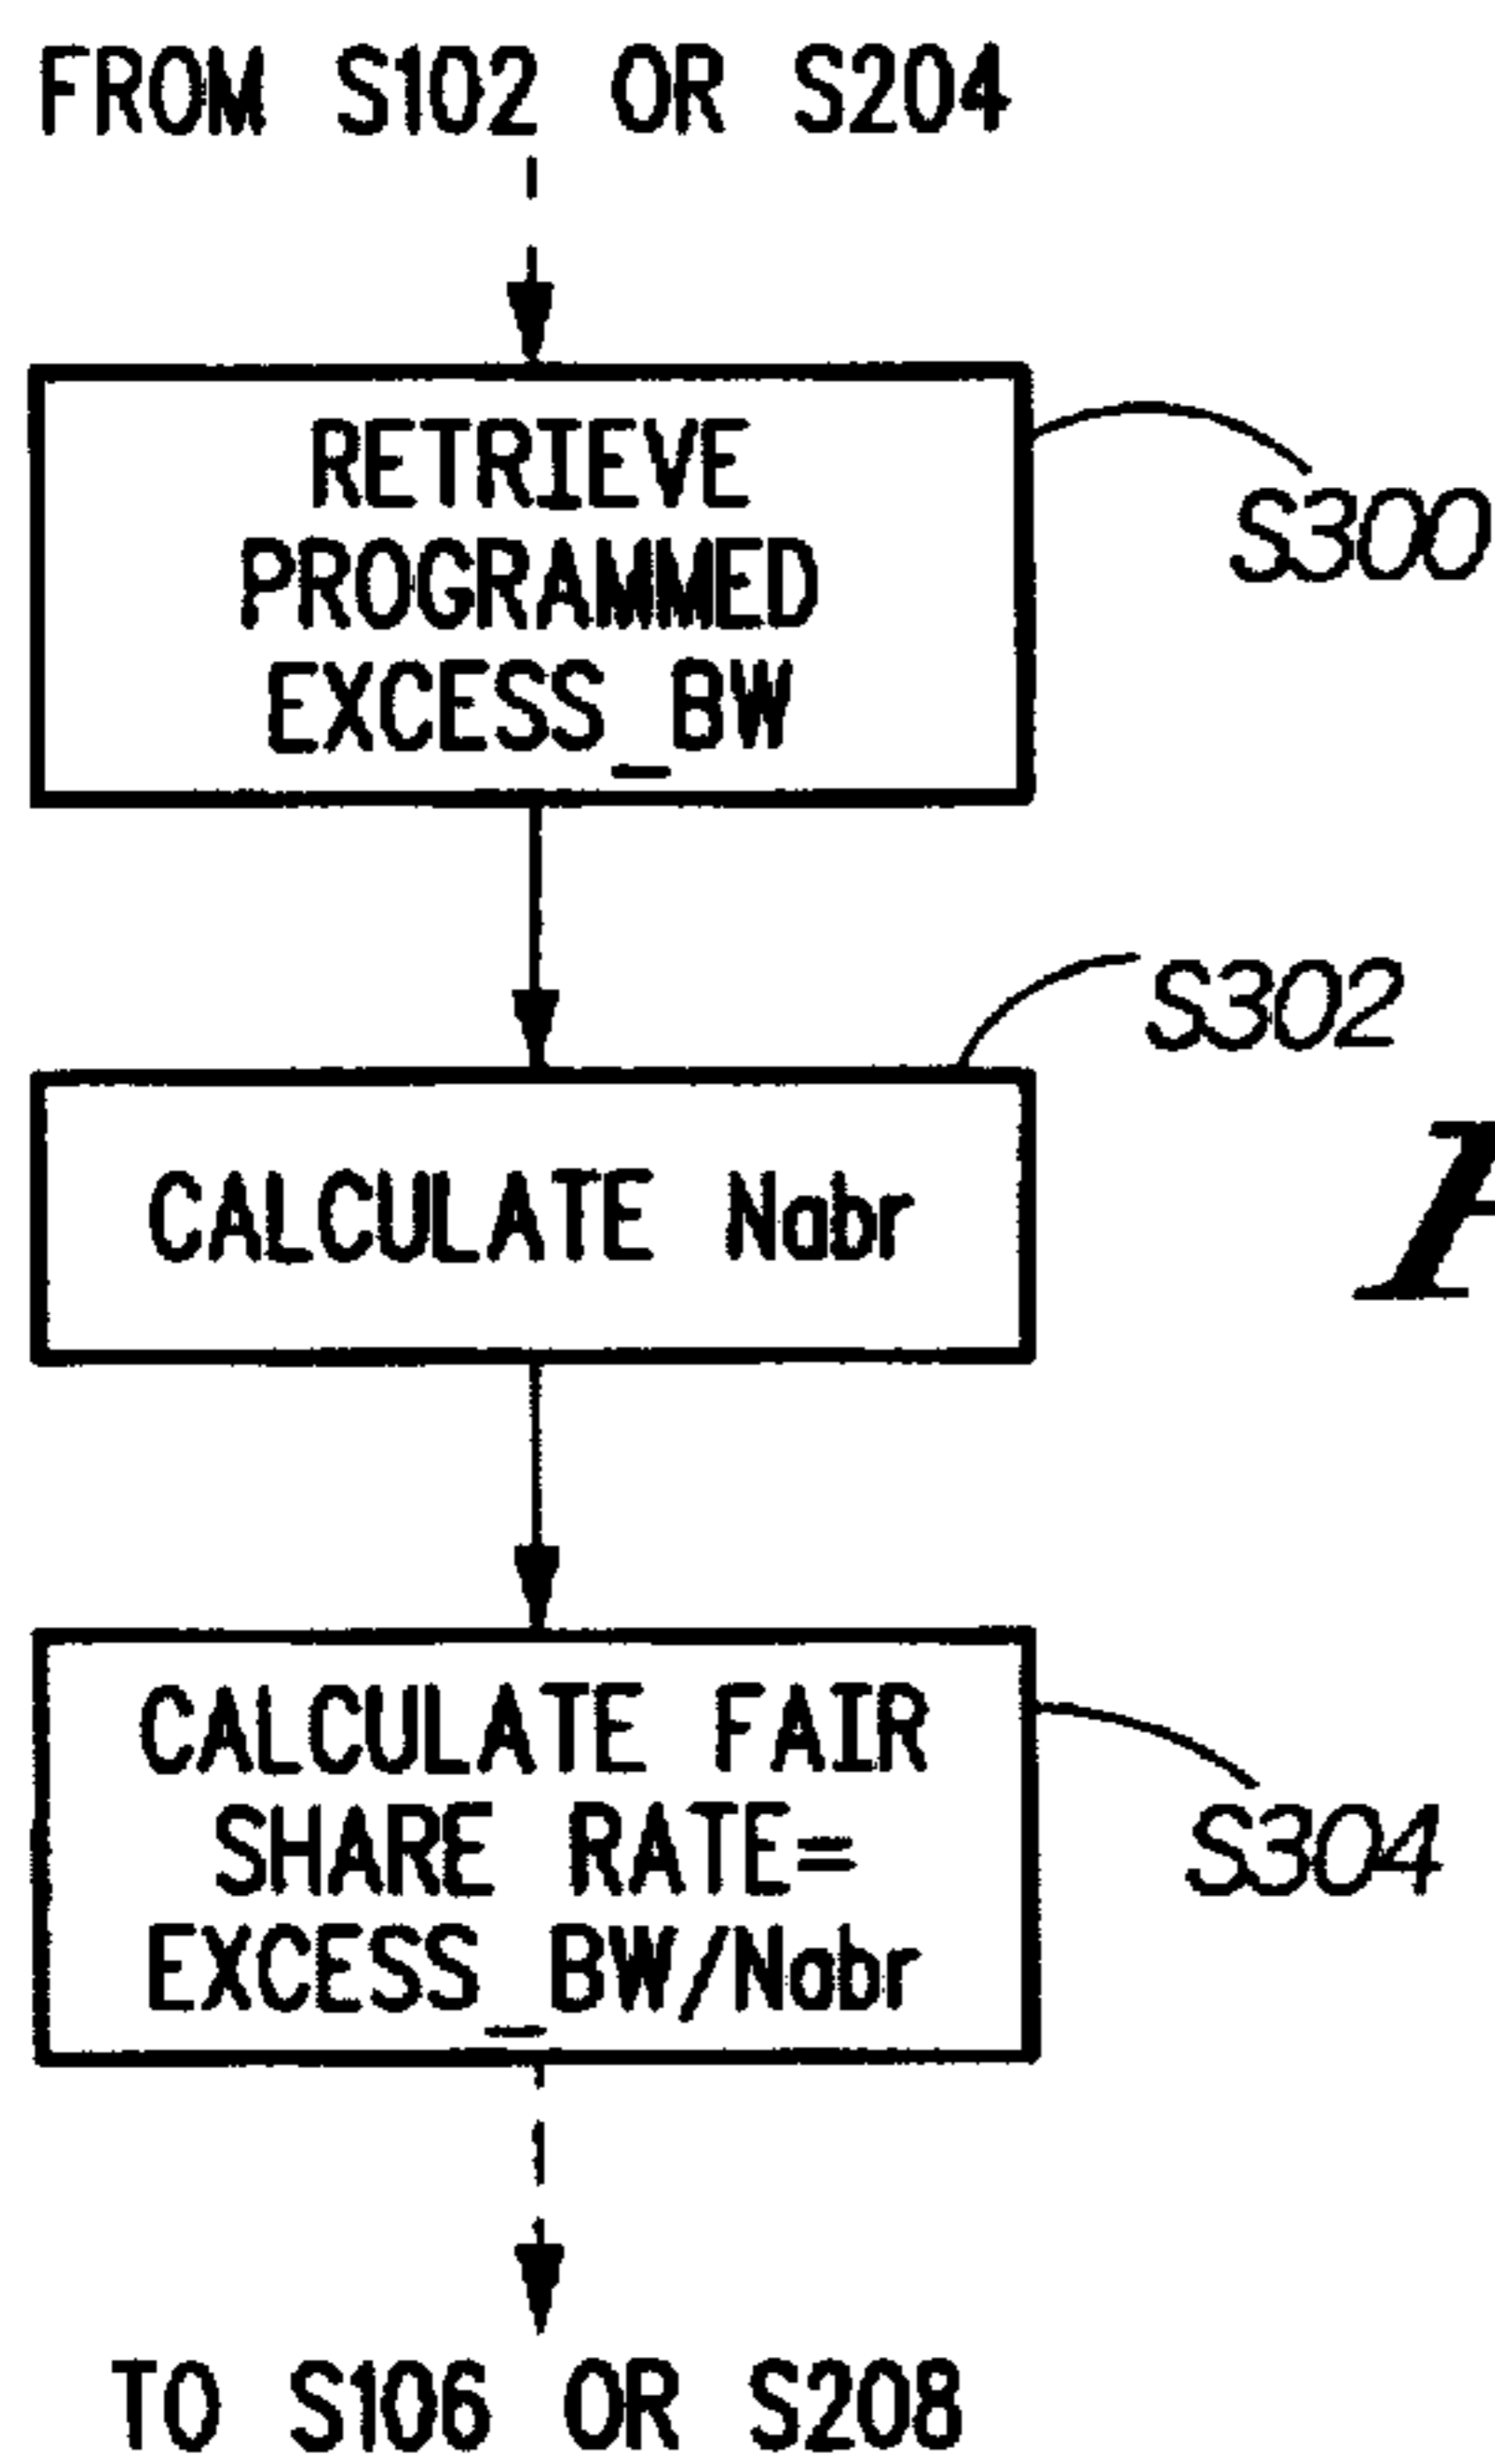 FROM S102 OR S204
RETRIEVE
PROGRAMMED
EXCESS_BW
S300
S302
CALCULATE Nabr
CALCULATE FAIR
SHARE RATE=
EXCESS_BW/Nabr
S304
TO S106 OR S208